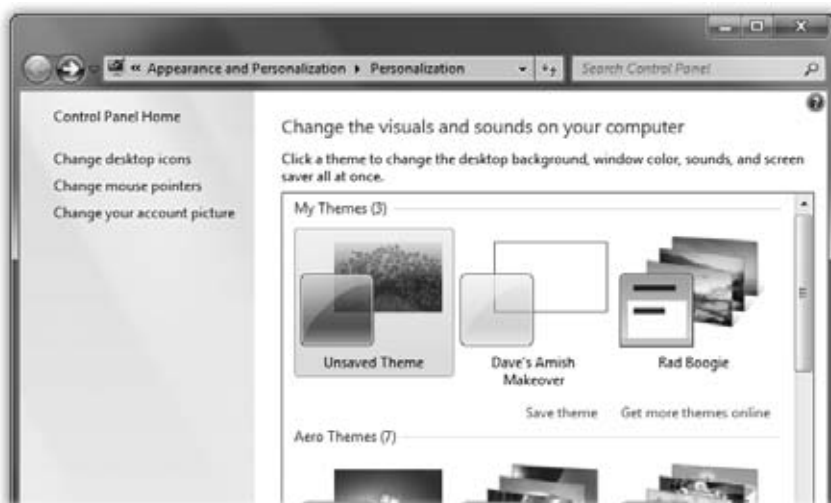 « Appearance and Personalization ▸ Personalization
Search Control Panel
Control Panel Home
Change desktop icons
Change mouse pointers
Change your account picture
Change the visuals and sounds on your computer
Click a theme to change the desktop background, window color, sounds, and screen
saver all at once.
My Themes (3)
Unsaved Theme
Dave's Amish
Makeover
Rad Boogie
Save theme
Get more themes online
Aero Themes (7)